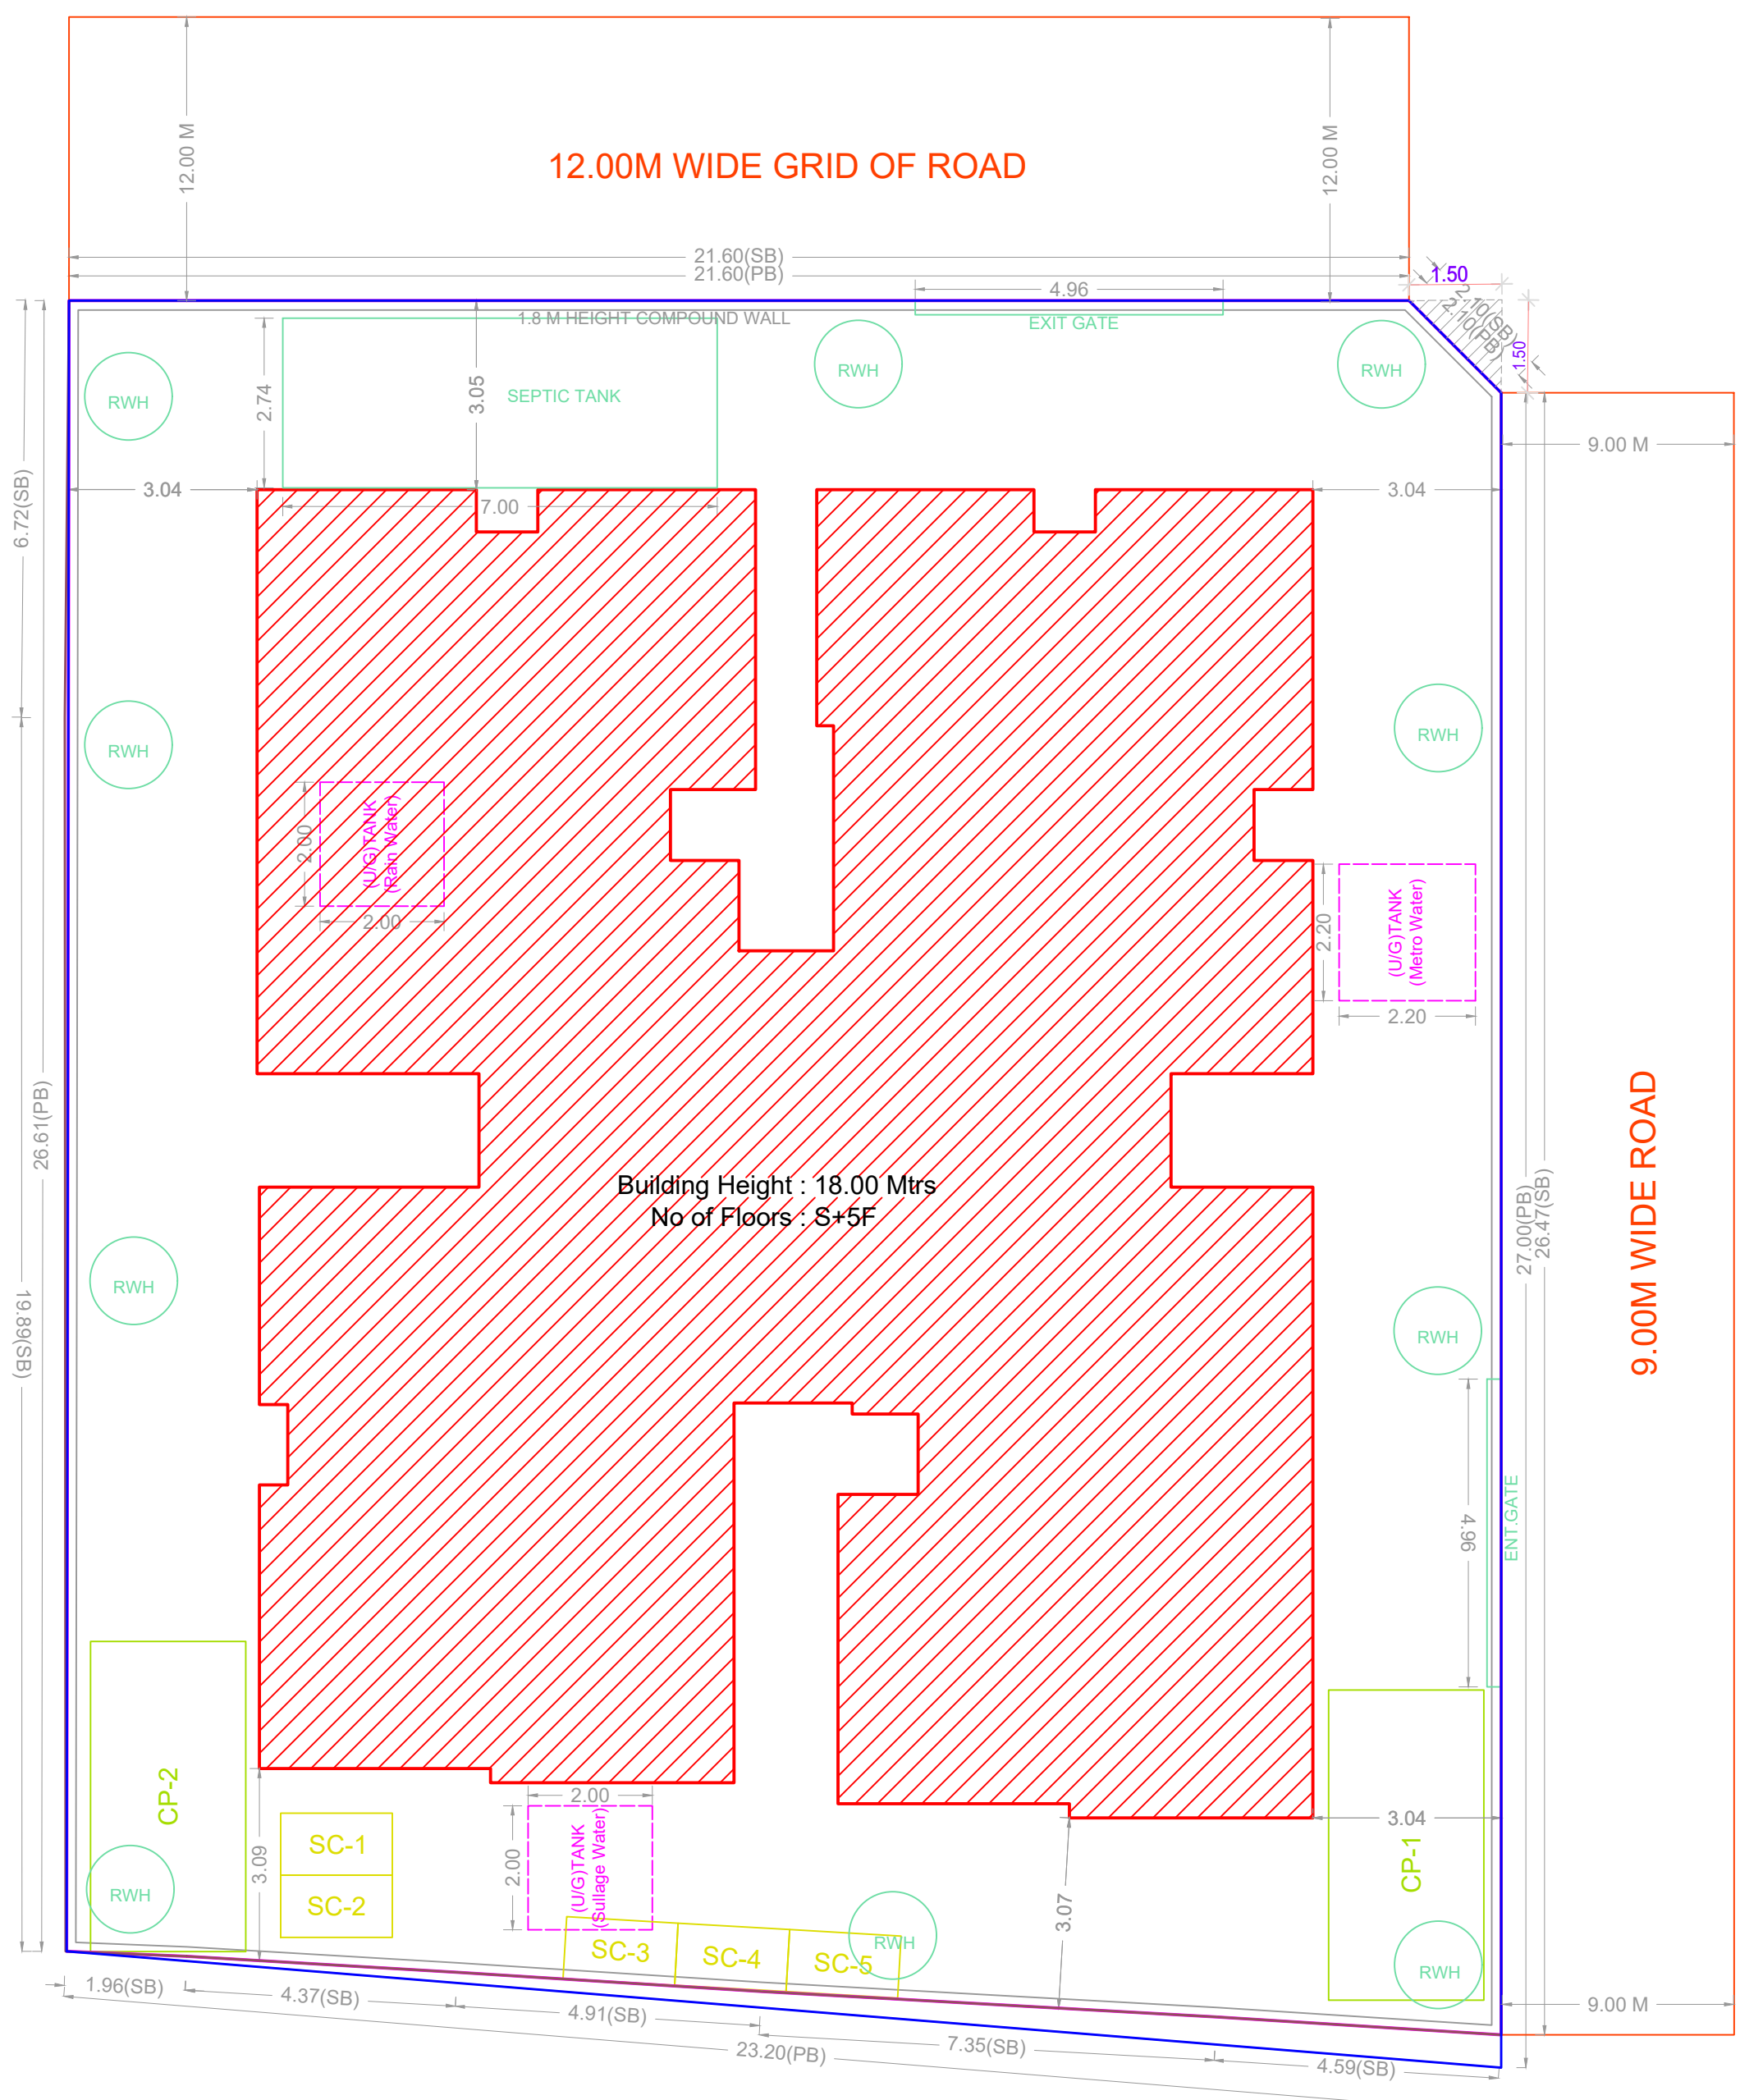 12.00 M
12.00M WIDE GRID OF ROAD
12.00 M
21.60(SB)
21.60(PB)
1.50
4.96
2.10(SB)
2.10(PB)
1.50
1.8 M HEIGHT COMPOUND WALL
EXIT GATE
RWH
2.74
SEPTIC TANK
3.05
RWH
RWH
9.00 M
6.72(SB)
3.04
7.00
3.04
RWH
RWH
2.00
(U/G)TANK
(Rain Water)
2.00
2.20
(U/G)TANK
(Metro Water)
2.20
26.61(PB)
Building Height : 18.00 Mtrs
No of Floors : S+5F
27.00(PB)
26.47(SB)
9.00M WIDE ROAD
19.89(SB)
RWH
RWH
4.96
ENT.GATE
CP-2
2.00
2.00
(U/G)TANK
(Sullage Water)
3.04
SC-1
3.09
SC-2
CP-1
3.07
RWH
SC-3
SC-4
SC-5
RWH
RWH
1.96(SB)
4.37(SB)
4.91(SB)
7.35(SB)
4.59(SB)
23.20(PB)
9.00 M